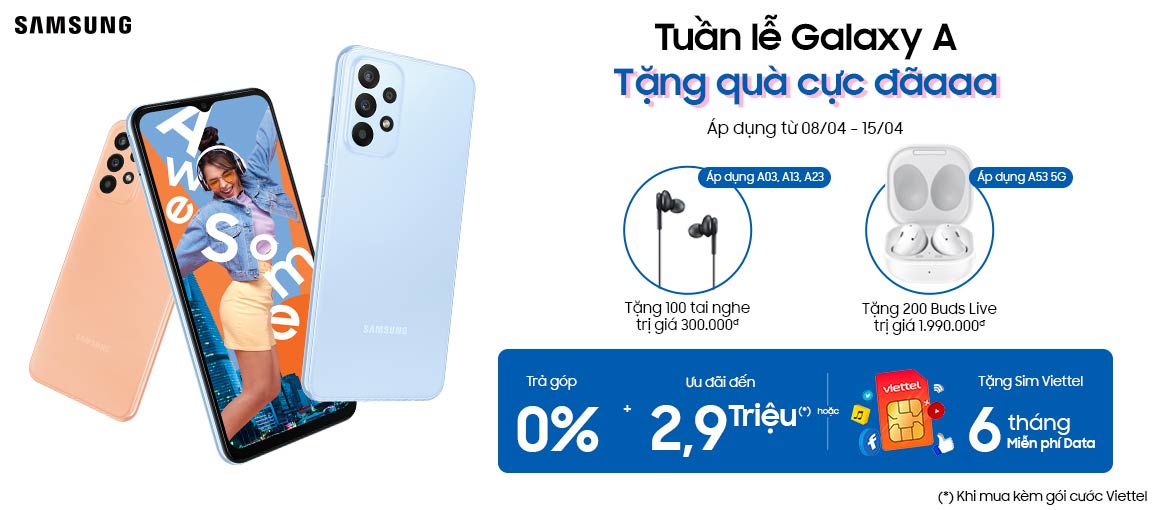 SAMSUNG
Tuần lễ Galaxy A
Tặng quà cực đãaaaa
Áp dụng từ 08/04 - 15/04
Áp dụng A03, A13, A23
Áp dụng A53 5G
Tặng 100 tai nghe
trị giá 300.000đ
Tặng 200 Buds Live
trị giá 1.990.000đ
Awesome
SAMSUNG
SAMSUNG
Trả góp
0%
+
Ưu đãi đến
2,9 Triệu (*)
hoặc
viettel
Tặng Sim Viettel
6 tháng
Miễn phí Data
(*) Khi mua kèm gói cước Viettel